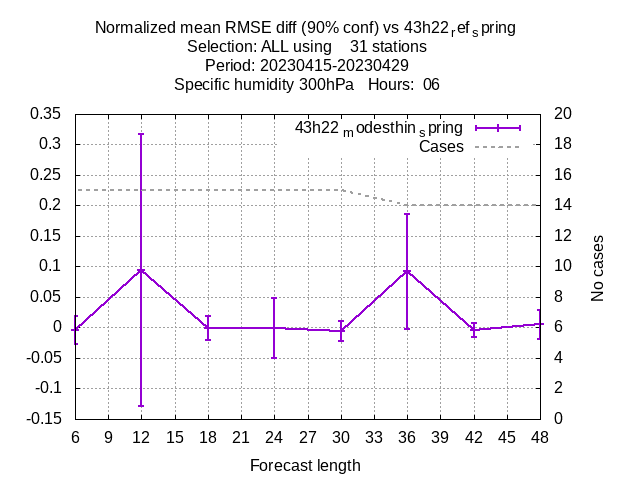 Normalized mean RMSE diff (90% conf) vs 43h22ref spring
Selection: ALL using 31 stations
Period: 20230415-20230429
Specific humidity 300hPa Hours: 06
43h22modesthinspring
Cases
0.35
0.3
0.25
0.2
0.15
0.1
0.05
0
-0.05
-0.1
-0.15
20
18
16
14
12
10
8
6
4
2
0
No cases
6 9 12 15 18 21 24 27 30 33 36 39 42 45 48
Forecast length